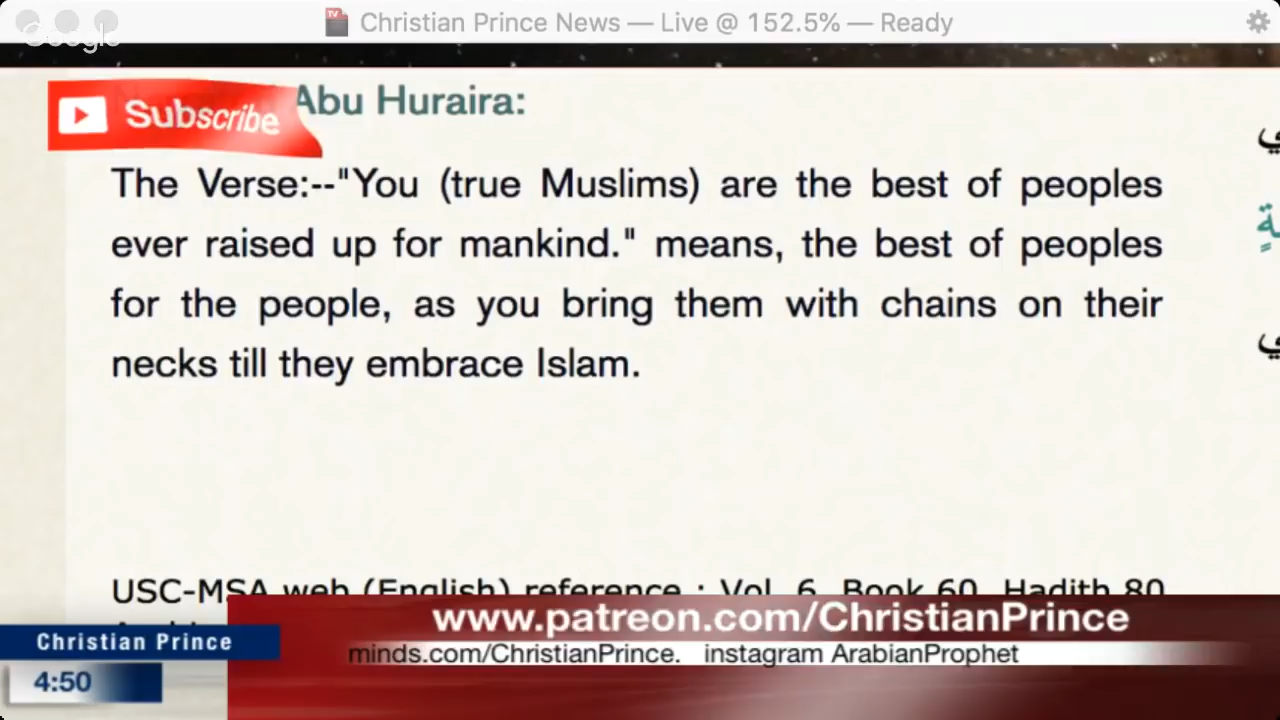 TV
Christian Prince News — Live @ 152.5% — Ready
Google
Subscribe
Abu Huraira:
The Verse:--"You (true Muslims) are the best of peoples
ever raised up for mankind." means, the best of peoples
for the people, as you bring them with chains on their
necks till they embrace Islam.
USC-MSA web (English) reference : Vol. 6, Book 60, Hadith 80
www.patreon.com/ChristianPrince
Christian Prince
minds.com/ChristianPrince. instagram ArabianProphet
4:50